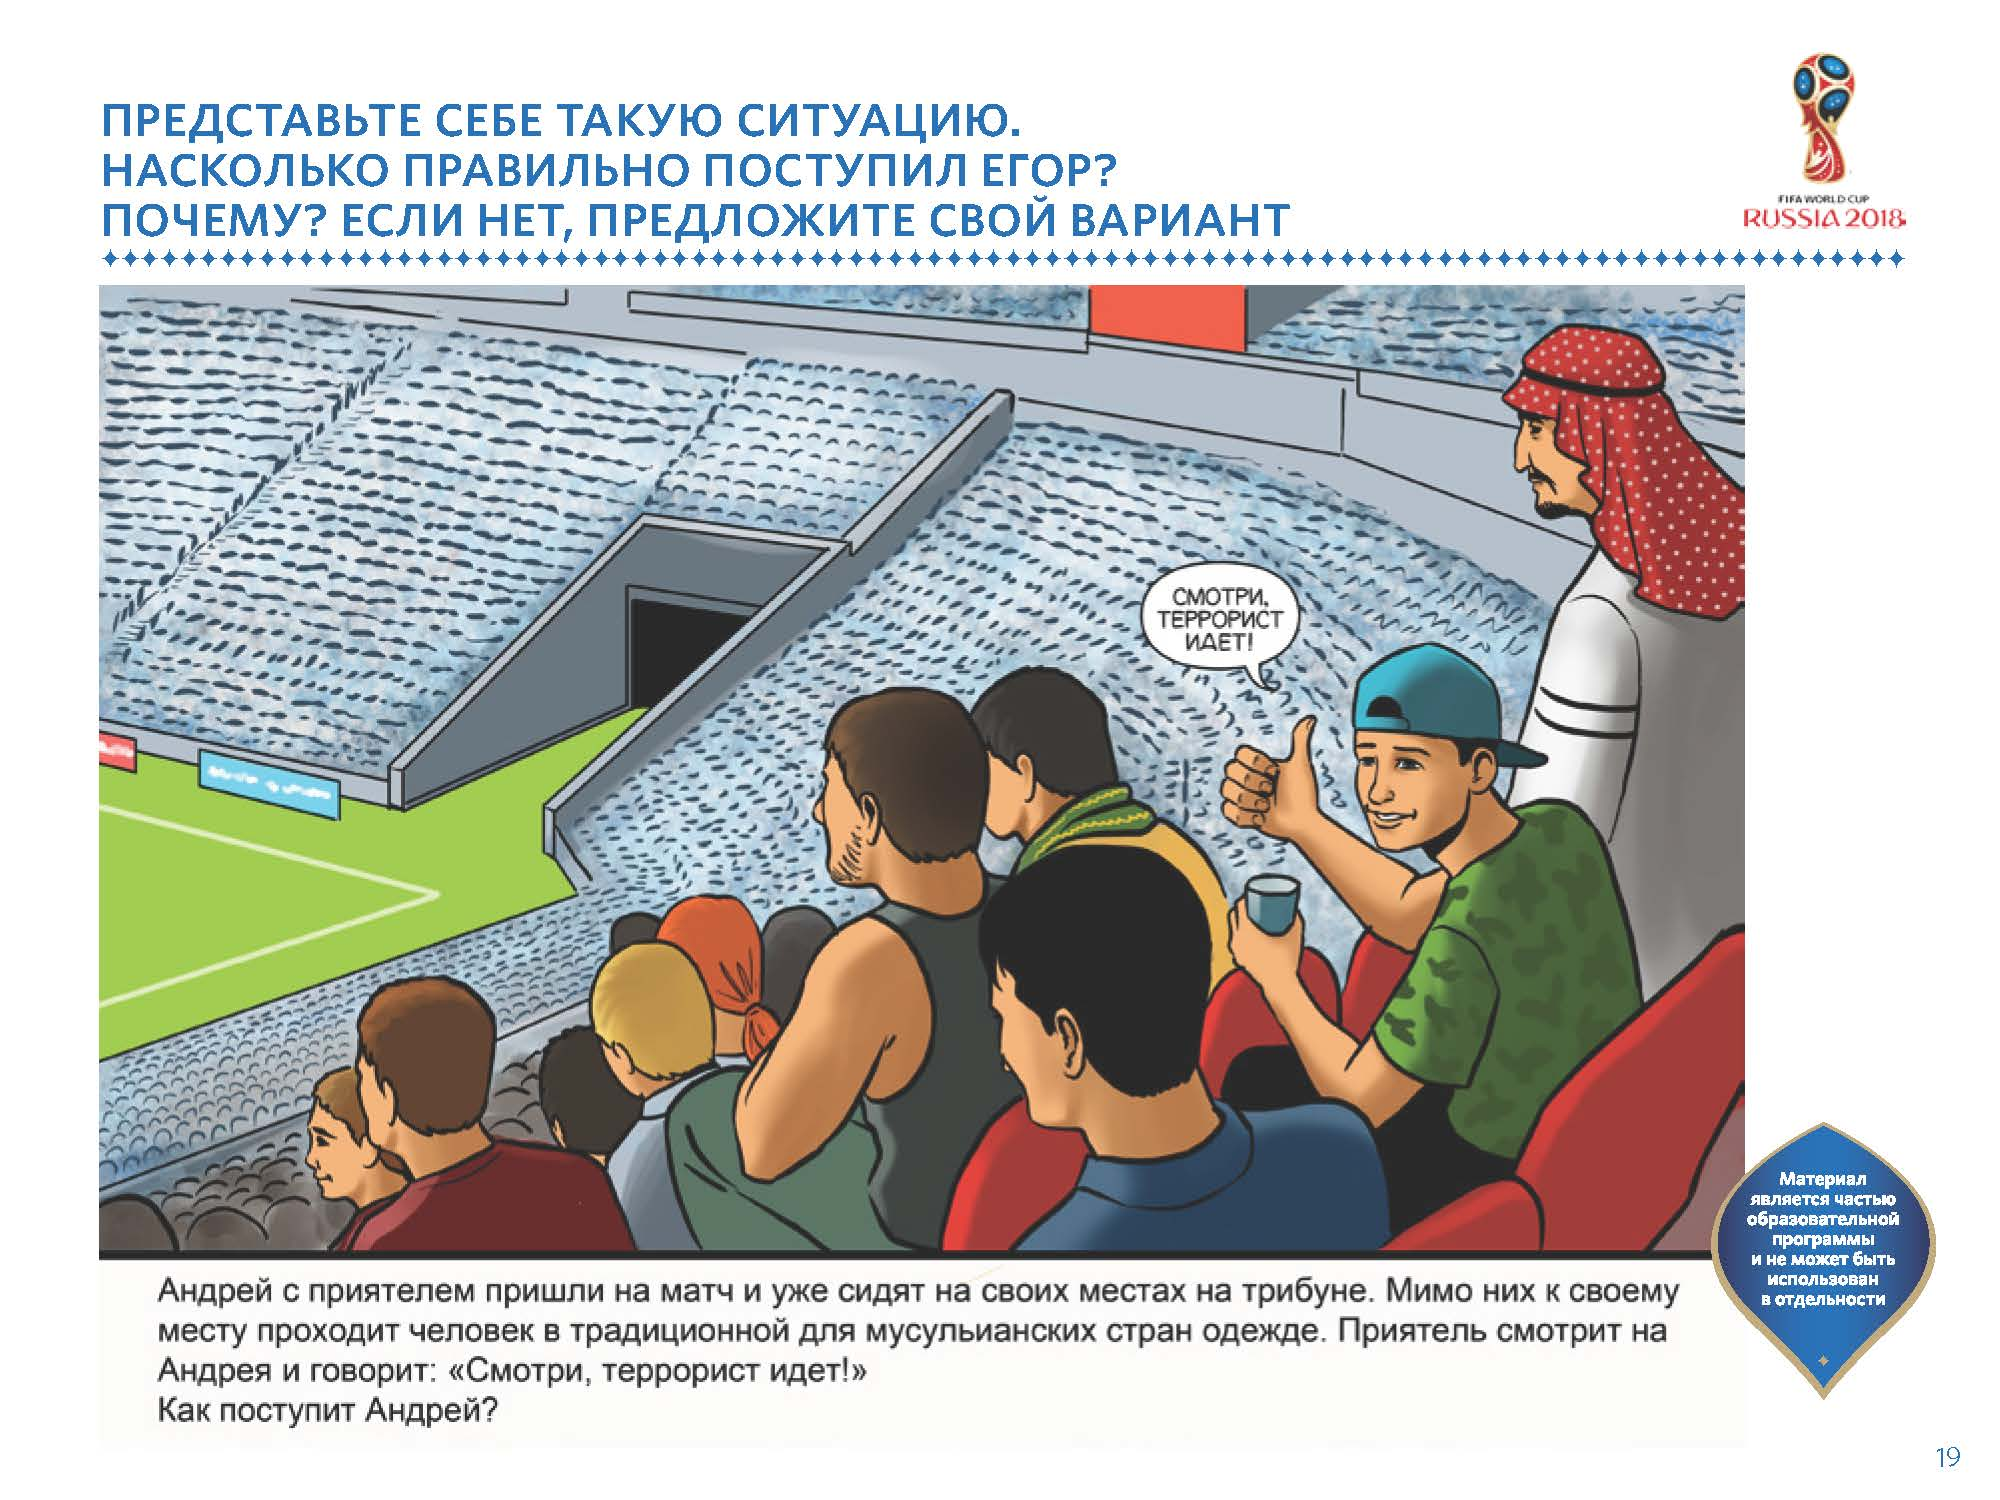 ПРЕДСТАВЬТЕ СЕБЕ ТАКУЮ СИТУАЦИЮ.
НАСКОЛЬКО ПРАВИЛЬНО ПОСТУПИЛ ЕГОР?
ПОЧЕМУ? ЕСЛИ НЕТ, ПРЕДЛОЖИТЕ СВОЙ ВАРИАНТ
FIFA WORLD CUP
RUSSIA 2018
СМОТРИ,
ТЕРРОРИСТ
ИДЕТ!
Андрей с приятелем пришли на матч и уже сидят на своих местах на трибуне. Мимо них к своему
месту проходит человек в традиционной для мусульианских стран одежде. Приятель смотрит на
Андрея и говорит: «Смотри, террорист идет!»
Как поступит Андрей?
Материал
является частью
образовательной
программы
и не может быть
использован
в отдельности
19